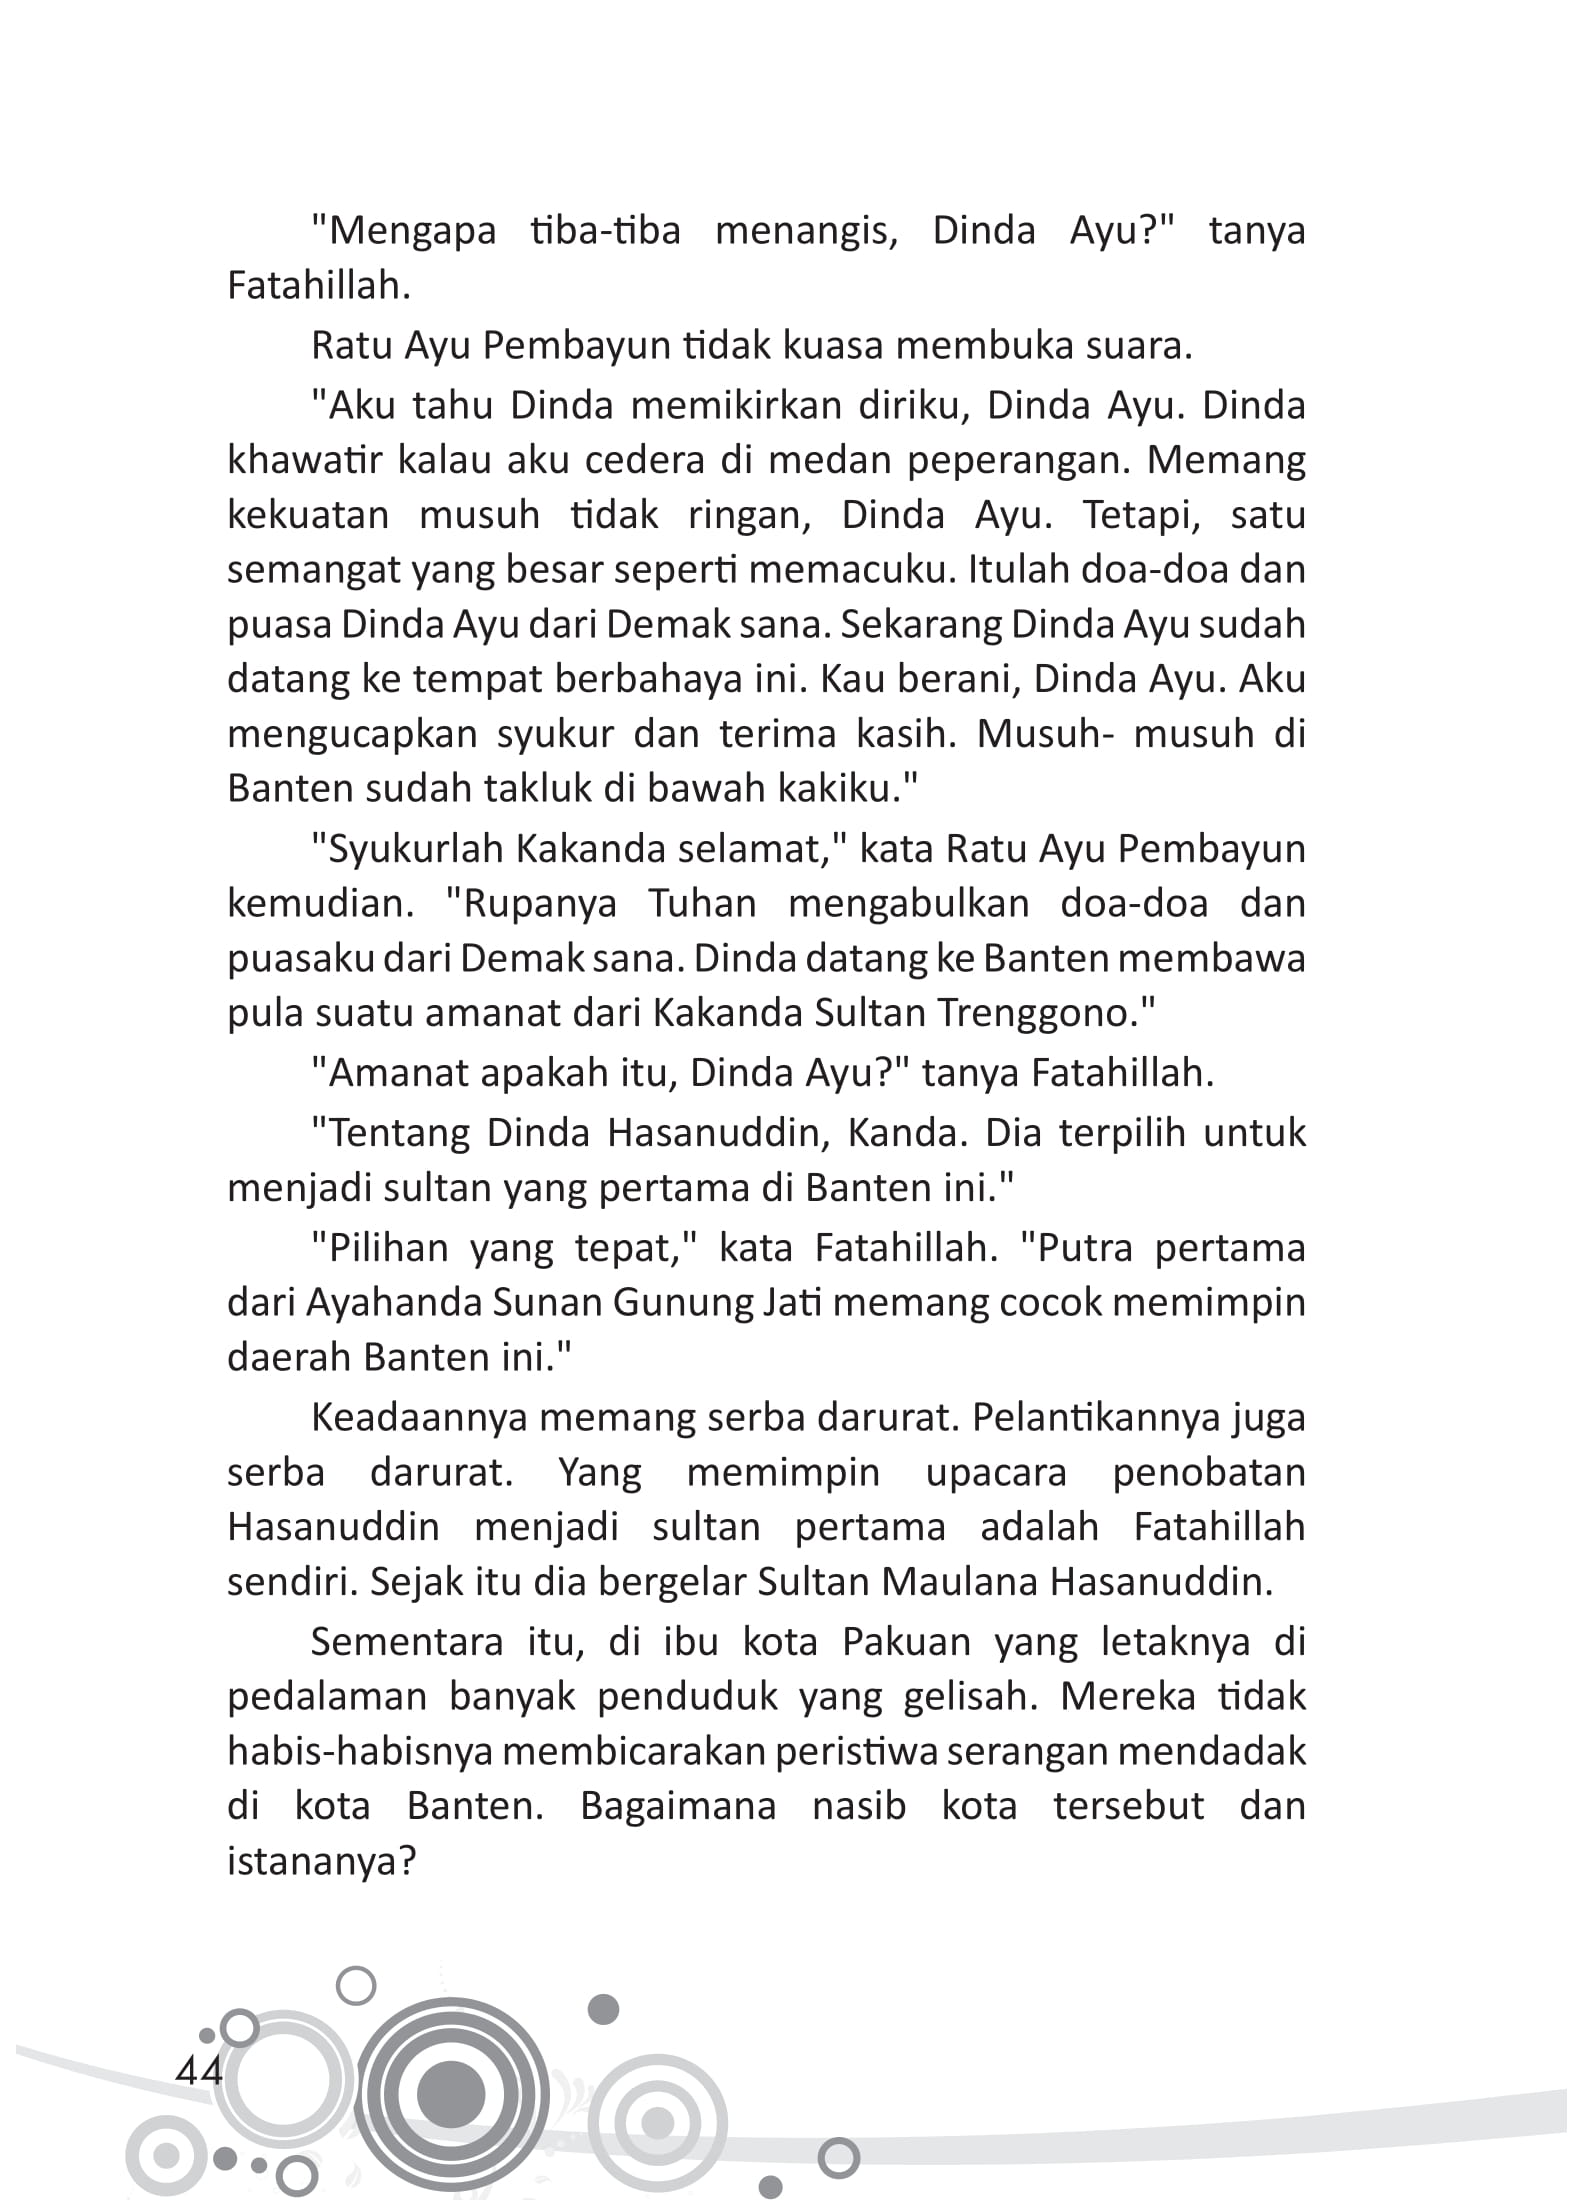 "Mengapa tiba-tiba menangis, Dinda Ayu?" tanya
Fatahillah.
Ratu Ayu Pembayun tidak kuasa membuka suara.
"Aku tahu Dinda memikirkan diriku, Dinda Ayu. Dinda
khawatir kalau aku cedera di medan peperangan. Memang
kekuatan musuh tidak ringan, Dinda Ayu. Tetapi, satu
semangat yang besar seperti memacuku. Itulah doa-doa dan
puasa Dinda Ayu dari Demak sana. Sekarang Dinda Ayu sudah
datang ke tempat berbahaya ini. Kau berani, Dinda Ayu. Aku
mengucapkan syukur dan terima kasih. Musuh- musuh di
Banten sudah takluk di bawah kakiku."
"Syukurlah Kakanda selamat," kata Ratu Ayu Pembayun
kemudian. "Rupanya Tuhan mengabulkan doa-doa dan
puasaku dari Demak sana. Dinda datang ke Banten membawa
pula suatu amanat dari Kakanda Sultan Trenggono."
"Amanat apakah itu, Dinda Ayu?" tanya Fatahillah.
"Tentang Dinda Hasanuddin, Kanda. Dia terpilih untuk
menjadi sultan yang pertama di Banten ini."
"Pilihan yang tepat," kata Fatahillah. "Putra pertama
dari Ayahanda Sunan Gunung Jati memang cocok memimpin
daerah Banten ini."
Keadaannya memang serba darurat. Pelantikannya juga
serba darurat. Yang memimpin upacara penobatan
Hasanuddin menjadi sultan pertama adalah Fatahillah
sendiri. Sejak itu dia bergelar Sultan Maulana Hasanuddin.
Sementara itu, di ibu kota Pakuan yang letaknya di
pedalaman banyak penduduk yang gelisah. Mereka tidak
habis-habisnya membicarakan peristiwa serangan mendadak
di kota Banten. Bagaimana nasib kota tersebut dan
istananya?
44